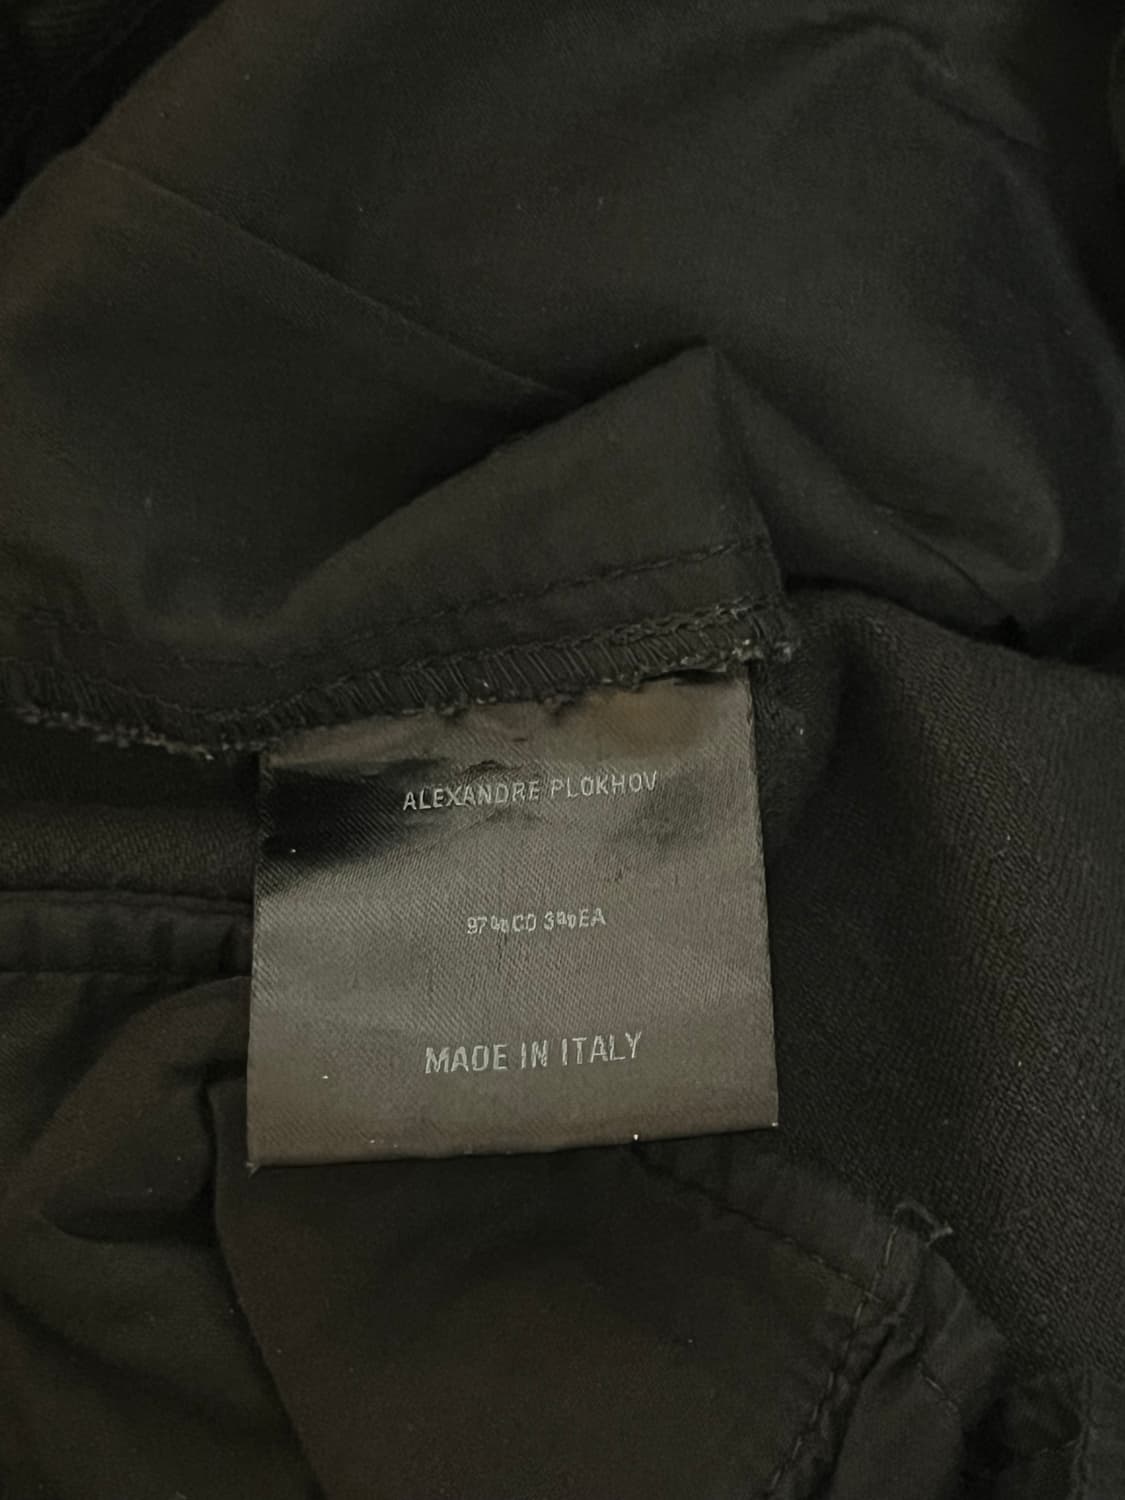 ALEXANDRE PLOKHOV
97%CO 3%EA
MADE IN ITALY